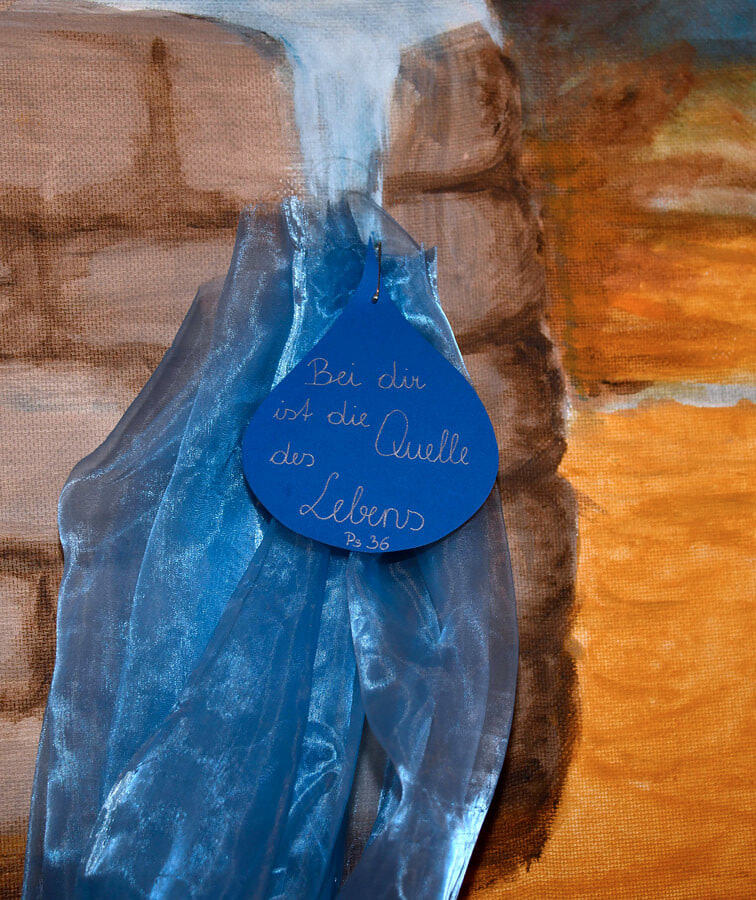 Bei dir
ist die Quelle
des
Lebens
Ps 36